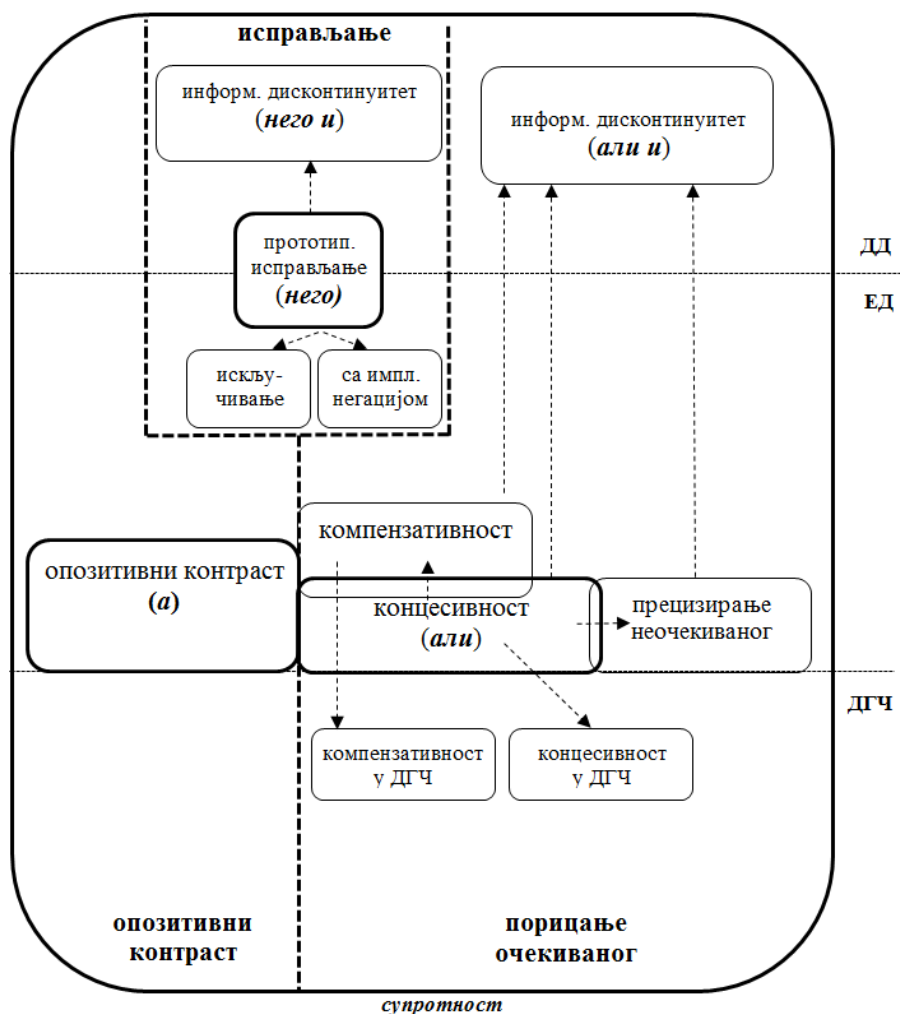 исправљање
информ. дисконтинуитет
(него и)
информ. дисконтинуитет
(али и)
прототип.
исправљање
(него)
ДД
ЕД
искљу-
чивање
са импл.
негацијом
компензативност
опозитивни контраст
(а)
концесивност
(али)
прецизирање
неочекиваног
ДГЧ
компензативност
у ДГЧ
концесивност
у ДГЧ
опозитивни
контраст
порицање
очекиваног
супротност